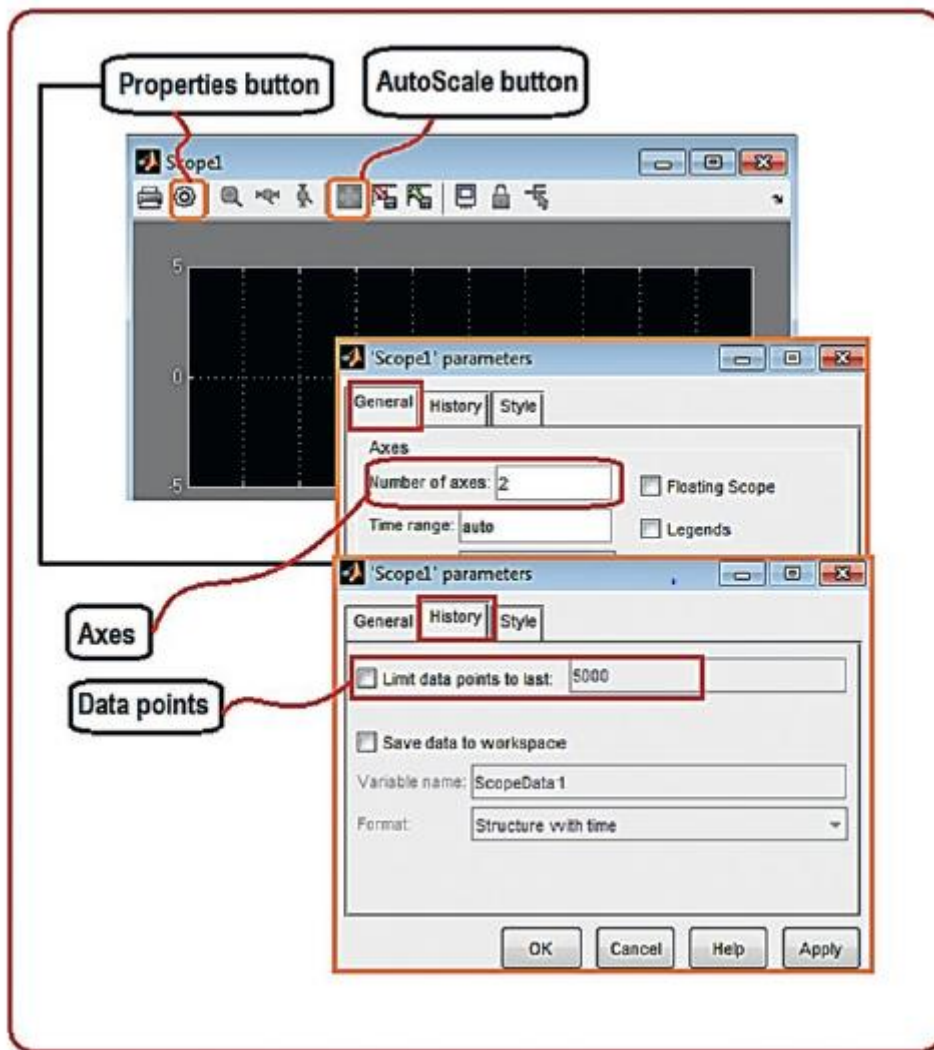 Properties button
AutoScale button
Scope1
5
0
-5
'Scope1' parameters
General History Style
Axes
Number of axes: 2
Floating Scope
Time range: auto
Legends
'Scope1' parameters
General History Style
Axes
Limit data points to last: 5000
Data points
Save data to workspace
Variable name: ScopeData1
Format: Structure with time
OK Cancel Help Apply